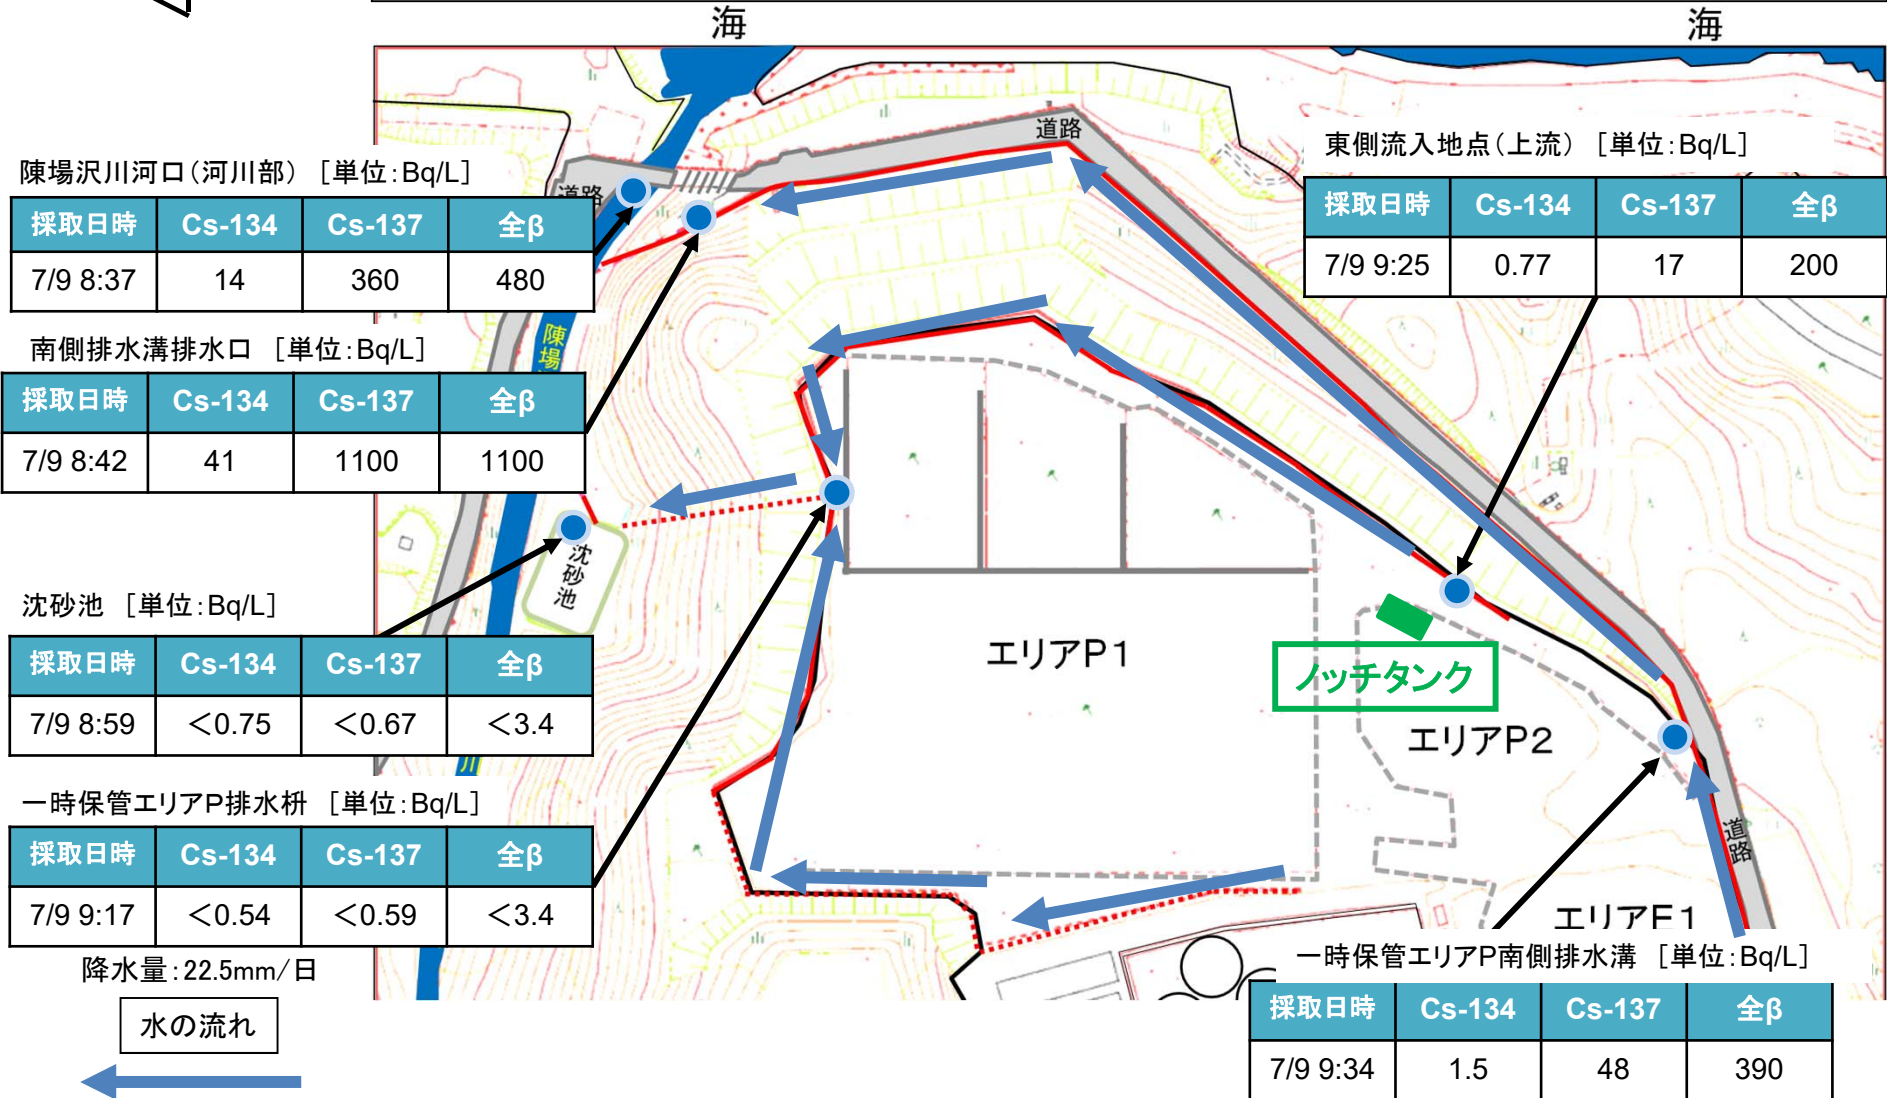 海
海
道路
陳場沢川河口(河川部) [単位:Bq/L]
採取日時 Cs-134 Cs-137 全β
7/9 8:37 14 360 480
道路
東側流入地点(上流) [単位:Bq/L]
採取日時 Cs-134 Cs-137 全β
7/9 9:25 0.77 17 200
南側排水溝排水口 [単位:Bq/L]
採取日時 Cs-134 Cs-137 全β
7/9 8:42 41 1100 1100
陳場
沈砂池
沈砂池 [単位:Bq/L]
採取日時 Cs-134 Cs-137 全β
7/9 8:59 <0.75 <0.67 <3.4
川
エリアP1
ノッチタンク
エリアP2
道路
エリアE1
一時保管エリアP排水枡 [単位:Bq/L]
採取日時 Cs-134 Cs-137 全β
7/9 9:17 <0.54 <0.59 <3.4
降水量:22.5mm/日
水の流れ
一時保管エリアP南側排水溝 [単位:Bq/L]
採取日時 Cs-134 Cs-137 全β
7/9 9:34 1.5 48 390